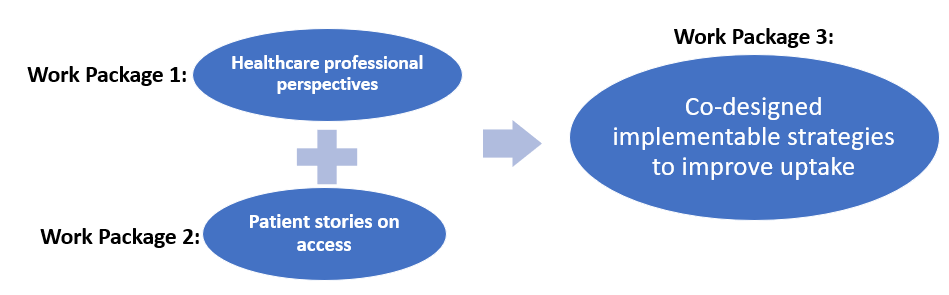 Work Package 1:
Healthcare professional
perspectives
Work Package 2:
Patient stories on
access
Work Package 3:
Co-designed
implementable strategies
to improve uptake